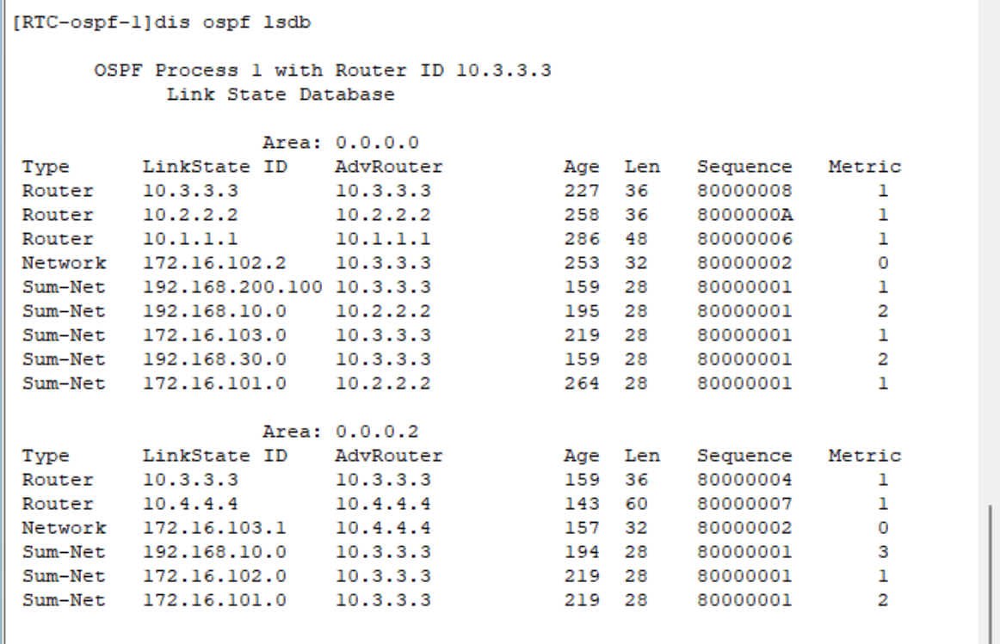 [RTC-ospf-1]dis ospf lsdb
OSPF Process 1 with Router ID 10.3.3.3
Link State Database
Area: 0.0.0.0
Type LinkState ID AdvRouter Age Len Sequence Metric
Router 10.3.3.3 10.3.3.3 227 36 80000008 1
Router 10.2.2.2 10.2.2.2 258 36 8000000A 1
Router 10.1.1.1 10.1.1.1 286 48 80000006 1
Network 172.16.102.2 10.3.3.3 253 32 80000002 0
Sum-Net 192.168.200.100 10.3.3.3 159 28 80000001 1
Sum-Net 192.168.10.0 10.2.2.2 195 28 80000001 2
Sum-Net 172.16.103.0 10.3.3.3 219 28 80000001 1
Sum-Net 192.168.30.0 10.3.3.3 159 28 80000001 2
Sum-Net 172.16.101.0 10.2.2.2 264 28 80000001 1
Area: 0.0.0.2
Type LinkState ID AdvRouter Age Len Sequence Metric
Router 10.3.3.3 10.3.3.3 159 36 80000004 1
Router 10.4.4.4 10.4.4.4 143 60 80000007 1
Network 172.16.103.1 10.4.4.4 157 32 80000002 0
Sum-Net 192.168.10.0 10.3.3.3 194 28 80000001 3
Sum-Net 172.16.102.0 10.3.3.3 219 28 80000001 1
Sum-Net 172.16.101.0 10.3.3.3 219 28 80000001 2